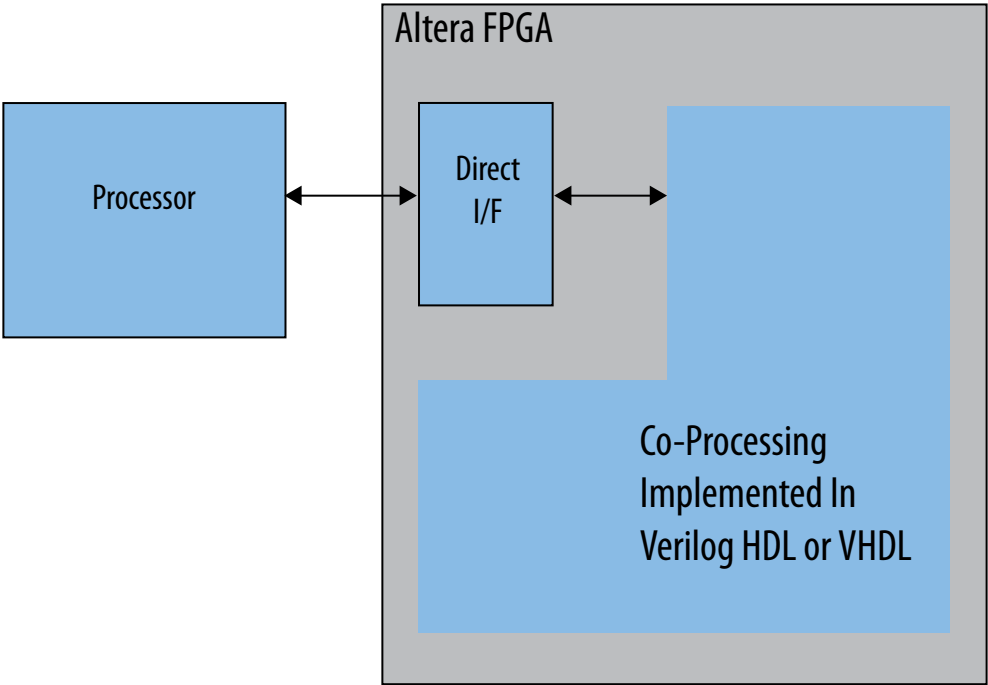 Altera FPGA
Processor
Direct
I/F
Co-Processing
Implemented In
Verilog HDL or VHDL